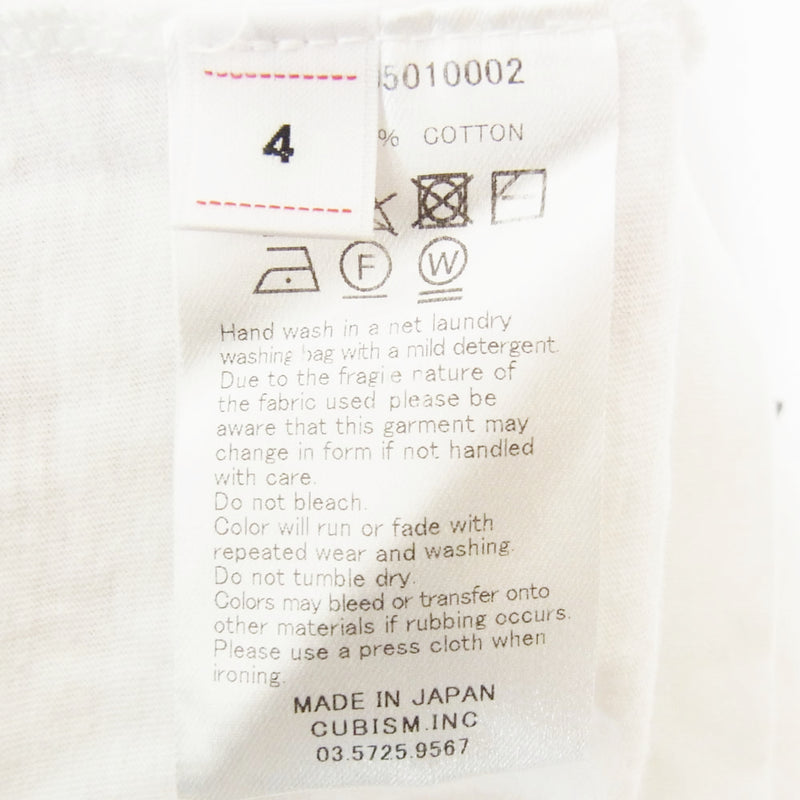 4
5010002
% COTTON
F
W
Hand wash in a net laundry
washing bag with a mild detergent.
Due to the fragile nature of
the fabric used please be
aware that this garment may
change in form if not handled
with care.
Do not bleach.
Color will run or fade with
repeated wear and washing.
Do not tumble dry.
Colors may bleed or transfer onto
other materials if rubbing occurs.
Please use a press cloth when
ironing.
MADE IN JAPAN
CUBISM.INC
03.5725.9567